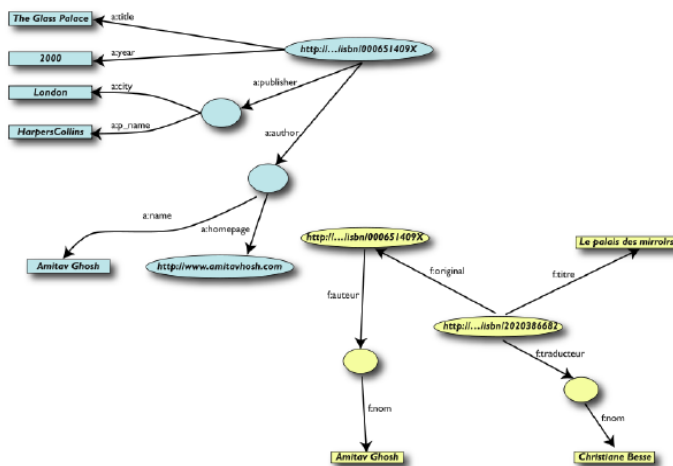 The Glass Palace
a:title
http://...isbn/000651409X
2000
a:year
London
a:city
a:publisher
HarpersCollins
a:p_name
a:author
a:name
a:homepage
Amitav Ghosh
http://www.amitavhosh.com
http://...isbn/000651409X
Le palais des mirroirs
f:original
f:titre
f:auteur
http://...isbn/2020386682
f:traducteur
f:nom
f:nom
Amitav Ghosh
Christiane Besse